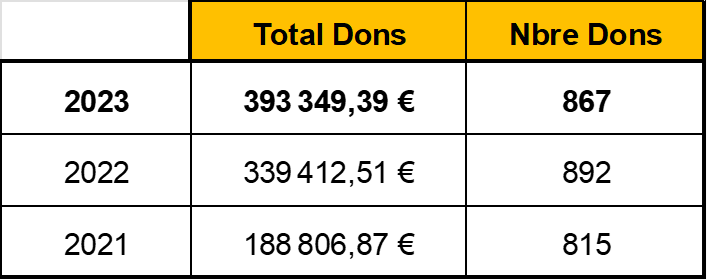 Total Dons Nbre Dons
2023 393 349,39 € 867
2022 339 412,51 € 892
2021 188 806,87 € 815